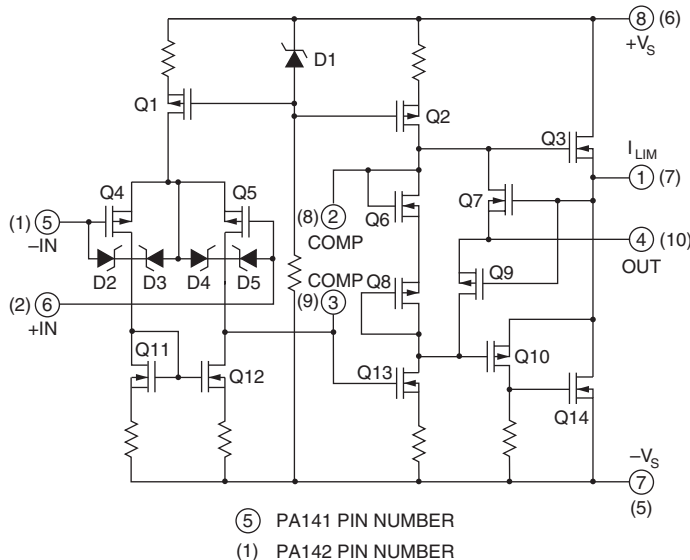 8 (6)
+VS
D1
Q1
Q2
Q3
ILIM
1 (7)
Q4
Q5
Q7
Q6
(1) 5
–IN
(8) 2
COMP
4 (10)
OUT
D2 D3 D4 D5
Q8
Q9
COMP
(9) 3
(2) 6
+IN
Q11
Q12
Q13
Q10
Q14
–VS
7
(5)
5 PA141 PIN NUMBER
(1) PA142 PIN NUMBER